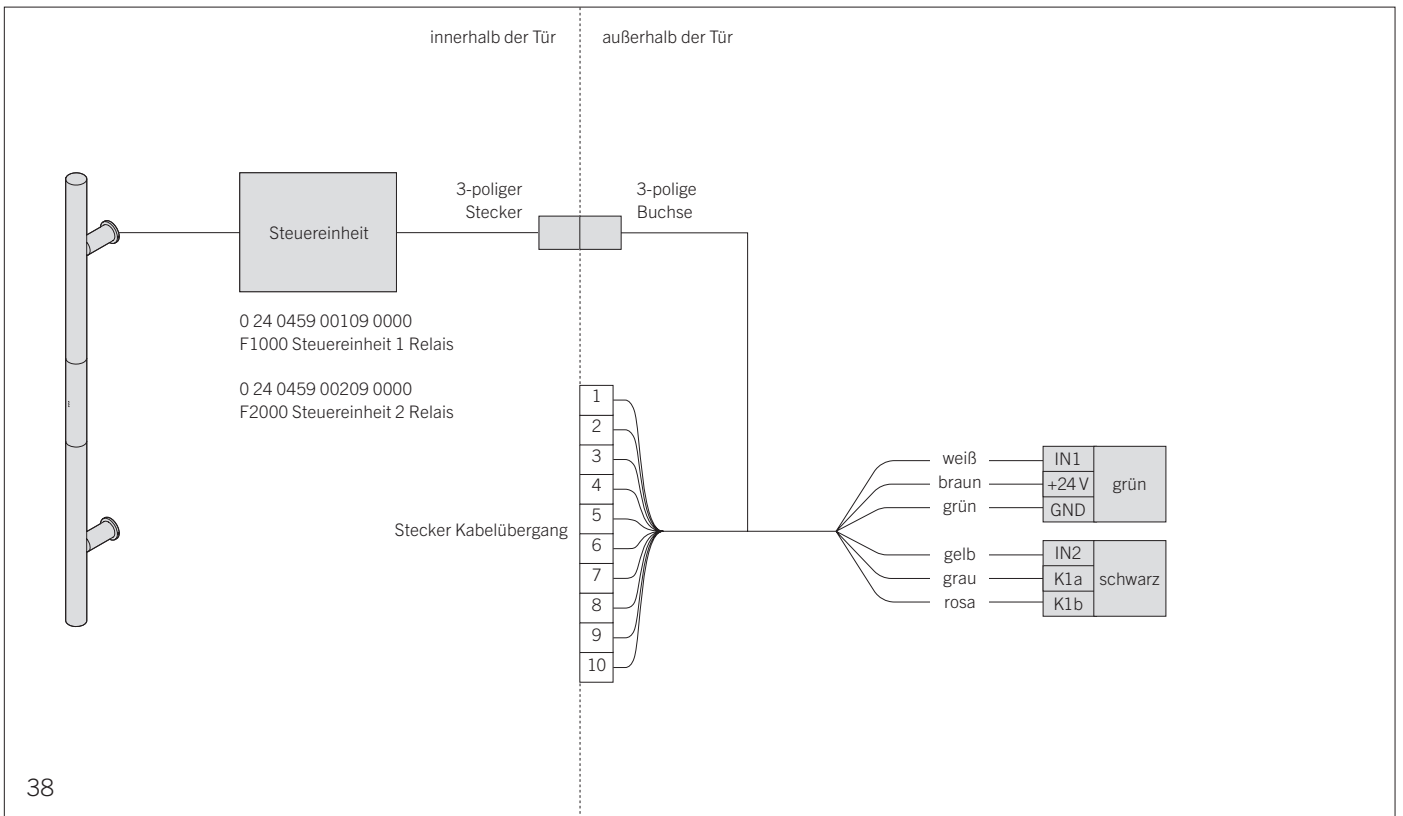 innerhalb der Tür
außerhalb der Tür
3-poliger
Stecker
3-polige
Buchse
Steuereinheit
0 24 0459 00109 0000
F1000 Steuereinheit 1 Relais
0 24 0459 00209 0000
F2000 Steuereinheit 2 Relais
Stecker Kabelübergang
1
2
3
4
5
6
7
8
9
10
weiß IN1
braun +24 V grün
grün GND
gelb IN2
grau K1a schwarz
rosa K1b
38